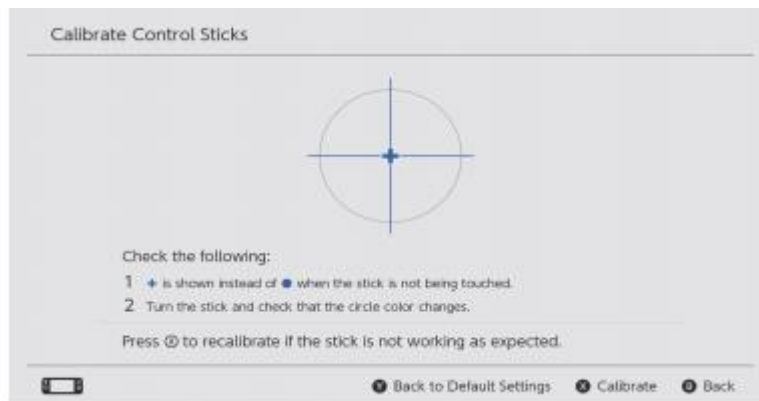 Calibrate Control Sticks
Check the following:
1 + is shown instead of ● when the stick is not being touched.
2 Turn the stick and check that the circle color changes.
Press Ⓧ to recalibrate if the stick is not working as expected.
Ⓨ Back to Default Settings Ⓧ Calibrate Ⓑ Back